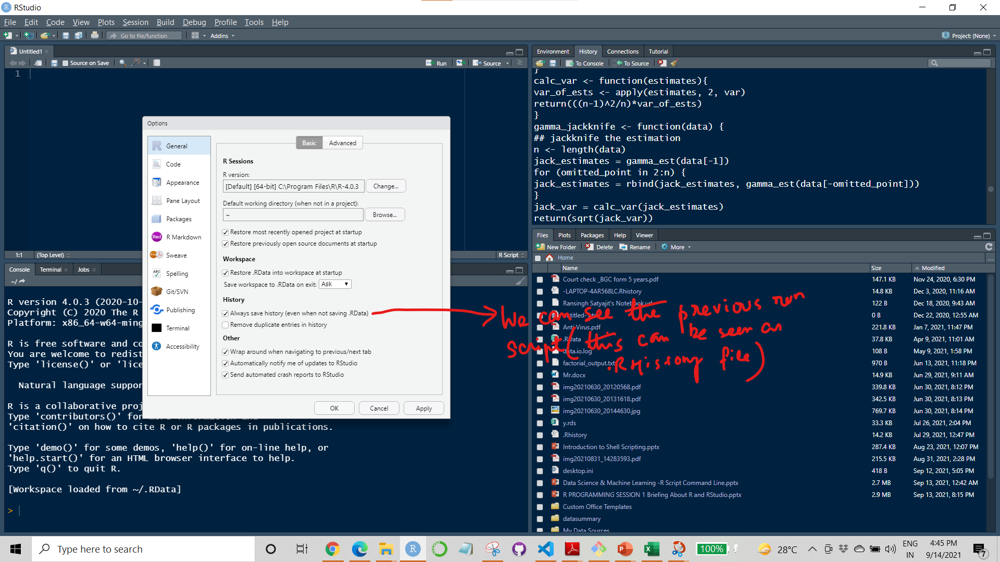 RStudio
File Edit Code View Plots Session Build Debug Profile Tools Help
Go to file/function Addins Project: (None)
Untitled1
Source on Save Run Source
1
1:1 (Top Level) R Script
Console Terminal Jobs
~/
R version 4.0.3 (2020-10-
Copyright (C) 2020 The R
Platform: x86_64-w64-ming
R is free software and co
You are welcome to redist
Type 'license()' or 'lice
Natural language suppor
R is a collaborative proj
Type 'contributors()' for more information and
'citation()' on how to cite R or R packages in publications.
Type 'demo()' for some demos, 'help()' for on-line help, or
'help.start()' for an HTML browser interface to help.
Type 'q()' to quit R.
[Workspace loaded from ~/.RData]
>
Options
General
Code
Appearance
Pane Layout
Packages
R Markdown
Sweave
Spelling
Git/SVN
Publishing
Terminal
Accessibility
Basic Advanced
R Sessions
R version:
[Default] [64-bit] C:\Program Files\R\R-4.0.3 Change...
Default working directory (when not in a project):
~ Browse...
Restore most recently opened project at startup
Restore previously open source documents at startup
Workspace
Restore .RData into workspace at startup
Save workspace to .RData on exit: Ask
History
Always save history (even when not saving .RData)
Remove duplicate entries in history
Other
Wrap around when navigating to previous/next tab
Automatically notify me of updates to RStudio
Send automated crash reports to RStudio
OK Cancel Apply
Environment History Connections Tutorial
To Console To Source
}
calc_var <- function(estimates){
var_of_ests <- apply(estimates, 2, var)
return(((n-1)^2/n)*var_of_ests)
}
gamma_jackknife <- function(data) {
## jackknife the estimation
n <- length(data)
jack_estimates = gamma_est(data[-1])
for (omitted_point in 2:n) {
jack_estimates = rbind(jack_estimates, gamma_est(data[-omitted_point]))
}
jack_var = calc_var(jack_estimates)
return(sqrt(jack_var))
Files Plots Packages Help Viewer
New Folder Delete Rename More
Home ...
Name Size Modified
Court check _BGC form 5 years.pdf 147.1 KB Nov 24, 2020, 6:30 PM
-LAPTOP-4AR568LC.Rhistory 14.8 KB Dec 3, 2020, 11:16 AM
Ransingh Satyajit's Notebook.url 122 B Dec 18, 2020, 9:43 AM
0 B Dec 22, 2020, 12:55 AM
Anti Virus.pdf 221.8 KB Jan 7, 2021, 11:47 PM
.RData 37.8 KB Apr 9, 2021, 11:01 AM
data.io.log 108 B May 9, 2021, 1:58 PM
factorial_output.txt 970 B Jun 13, 2021, 11:18 PM
Mr.docx 14.9 KB Jun 29, 2021, 9:11 AM
img20210630_20120568.pdf 339.8 KB Jun 30, 2021, 8:12 PM
img20210630_20131618.pdf 342.5 KB Jun 30, 2021, 8:13 PM
img20210630_20144630.jpg 769.7 KB Jun 30, 2021, 8:14 PM
y.rds 33.3 KB Jul 26, 2021, 2:04 PM
.Rhistory 14.2 KB Jul 29, 2021, 12:47 PM
Introduction to Shell Scripting.pptx 287.4 KB Aug 23, 2021, 12:07 PM
img20210831_14283593.pdf 215.5 KB Aug 31, 2021, 2:28 PM
desktop.ini 418 B Sep 12, 2021, 5:05 PM
Data Science & Machine Learning -R Script Command Line.pptx 2.7 MB Sep 13, 2021, 12:42 AM
R PROGRAMMING SESSION 1 Briefing About R and RStudio.pptx 2.9 MB Sep 13, 2021, 8:15 PM
Custom Office Templates
datasummary
My Data Sources
We can see the previous run
script (this can be seen as
.RHistory file)
Type here to search
100% 28°C ENG IN 4:45 PM 9/14/2021 7